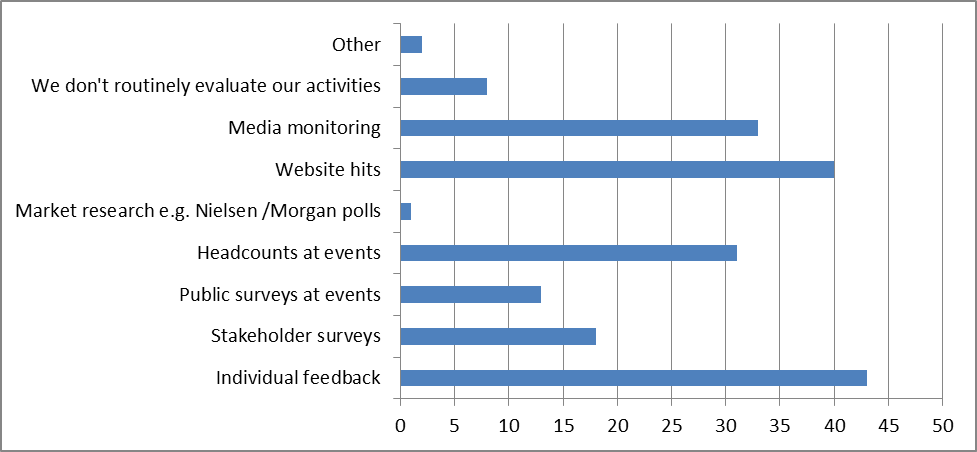 Other
We don't routinely evaluate our activities
Media monitoring
Website hits
Market research e.g. Nielsen /Morgan polls
Headcounts at events
Public surveys at events
Stakeholder surveys
Individual feedback
0 5 10 15 20 25 30 35 40 45 50